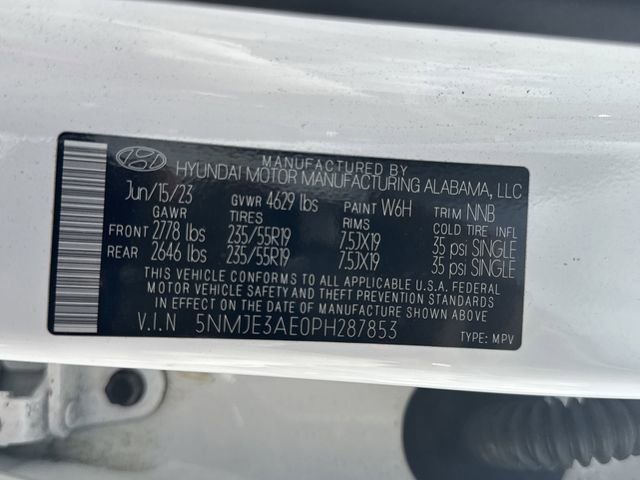 MANUFACTURED BY
HYUNDAI MOTOR MANUFACTURING ALABAMA, LLC
Jun/15/23 GVWR 4629 lbs PAINT W6H TRIM NNB
GAWR TIRES RIMS COLD TIRE INFL
FRONT 2778 lbs 235/55R19 7.5JX19 35 psi SINGLE
REAR 2646 lbs 235/55R19 7.5JX19 35 psi SINGLE
THIS VEHICLE CONFORMS TO ALL APPLICABLE U.S.A. FEDERAL
MOTOR VEHICLE SAFETY AND THEFT PREVENTION STANDARDS
IN EFFECT ON THE DATE OF MANUFACTURE SHOWN ABOVE.
V.I.N 5NMJE3AE0PH287853 TYPE: MPV